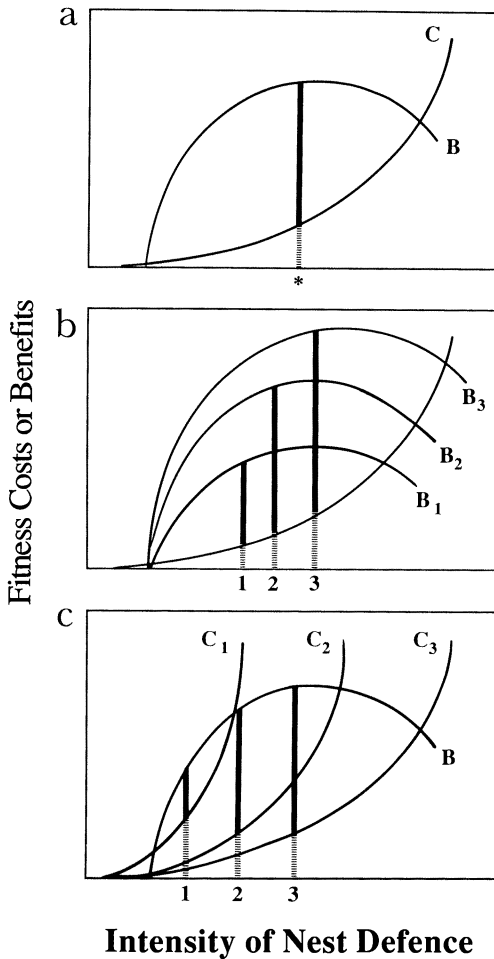 a
C
B
*
Fitness Costs or Benefits
b
B3
B2
B1
1 2 3
c
C1 C2 C3
B
1 2 3
Intensity of Nest Defence